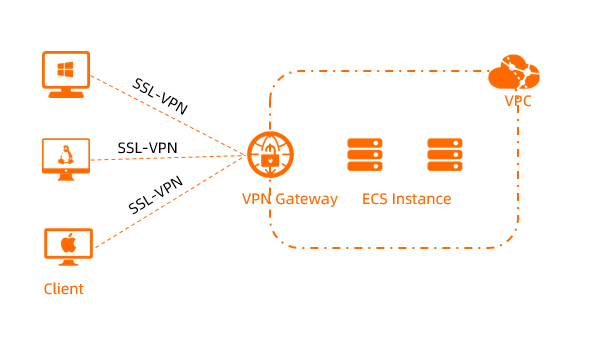 SSL-VPN
SSL-VPN
SSL-VPN
VPC
VPN Gateway
ECS Instance
Client